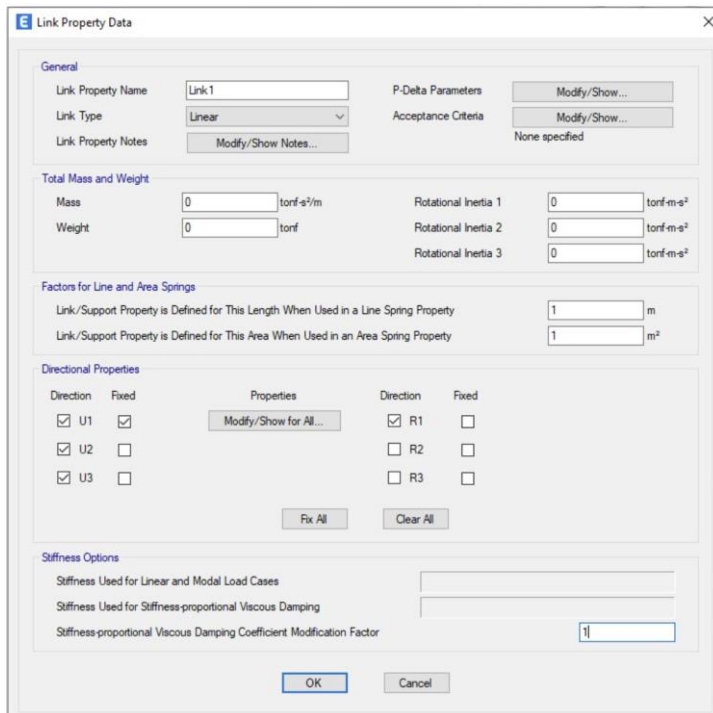 E Link Property Data
General
Link Property Name Link1 P-Delta Parameters Modify/Show...
Link Type Linear Acceptance Criteria Modify/Show...
Link Property Notes Modify/Show Notes... None specified
Total Mass and Weight
Mass 0 tonf-s²/m Rotational Inertia 1 0 tonf-m-s²
Weight 0 tonf Rotational Inertia 2 0 tonf-m-s²
Rotational Inertia 3 0 tonf-m-s²
Factors for Line and Area Springs
Link/Support Property is Defined for This Length When Used in a Line Spring Property 1 m
Link/Support Property is Defined for This Area When Used in an Area Spring Property 1 m²
Directional Properties
Direction Fixed Properties Direction Fixed
U1 Modify/Show for All... R1
U2 R2
U3 R3
Fix All Clear All
Stiffness Options
Stiffness Used for Linear and Modal Load Cases
Stiffness Used for Stiffness-proportional Viscous Damping
Stiffness-proportional Viscous Damping Coefficient Modification Factor 1
OK Cancel